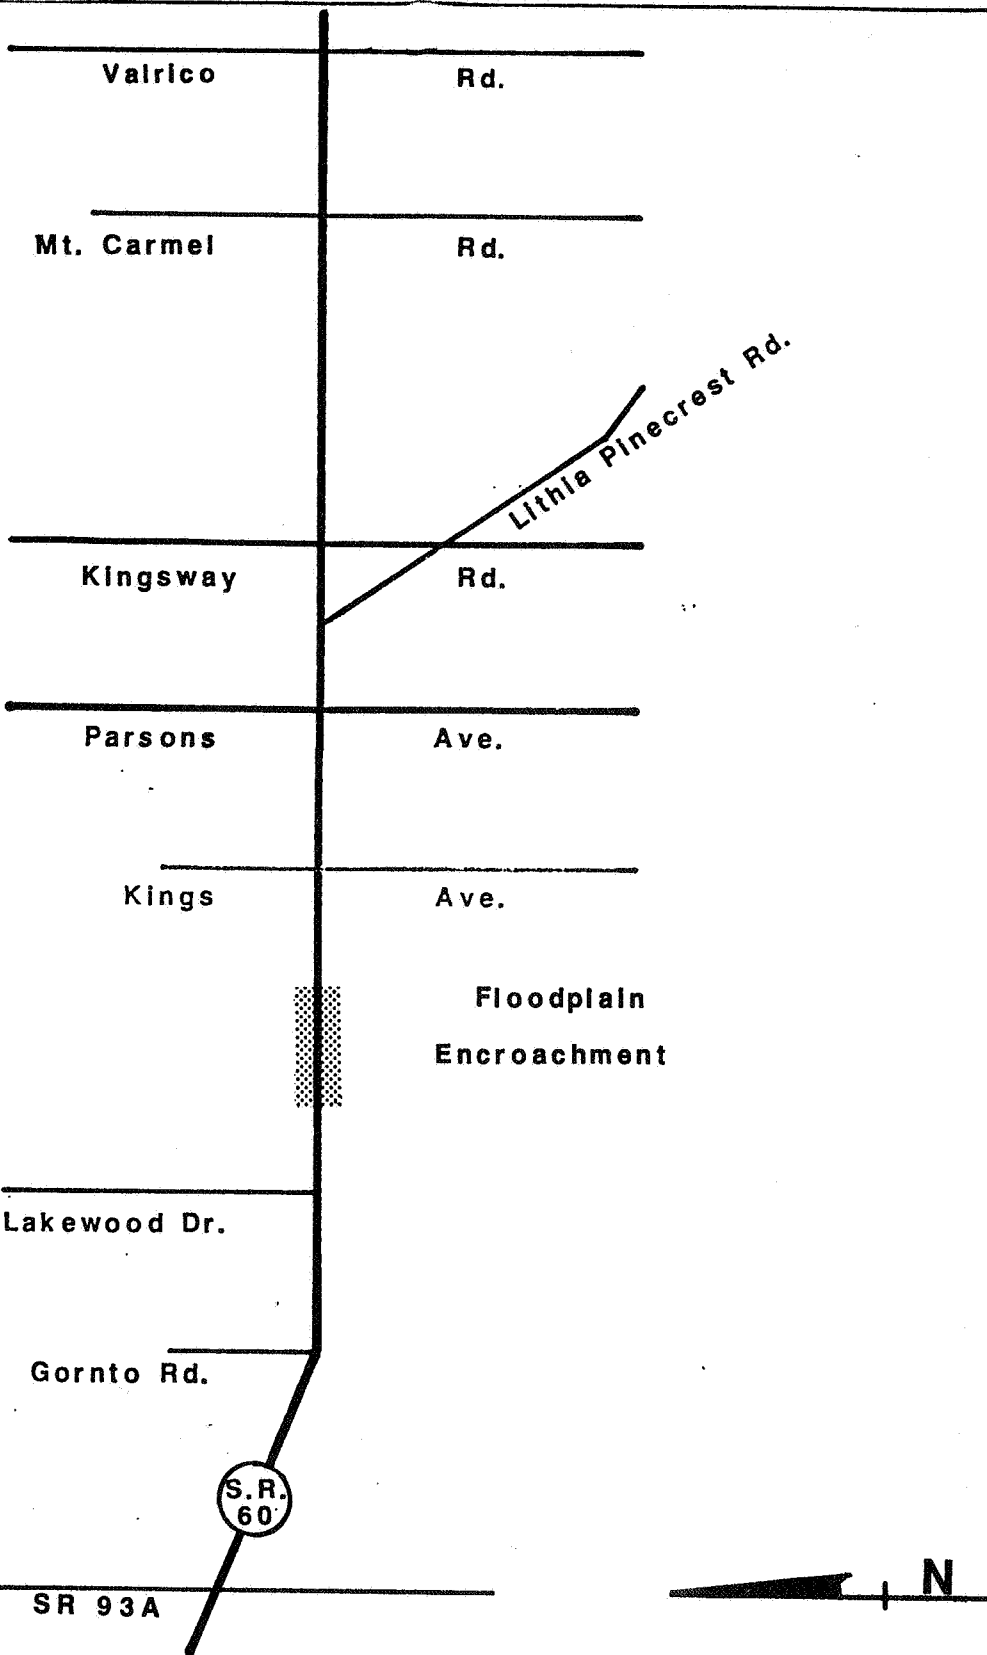 Valrico Rd.
Mt. Carmel Rd.
Lithia Pinecrest Rd.
Kingsway Rd.
Parsons Ave.
Kings Ave.
Floodplain
Encroachment
Lakewood Dr.
Gornto Rd.
S.R.
60
SR 93A
N